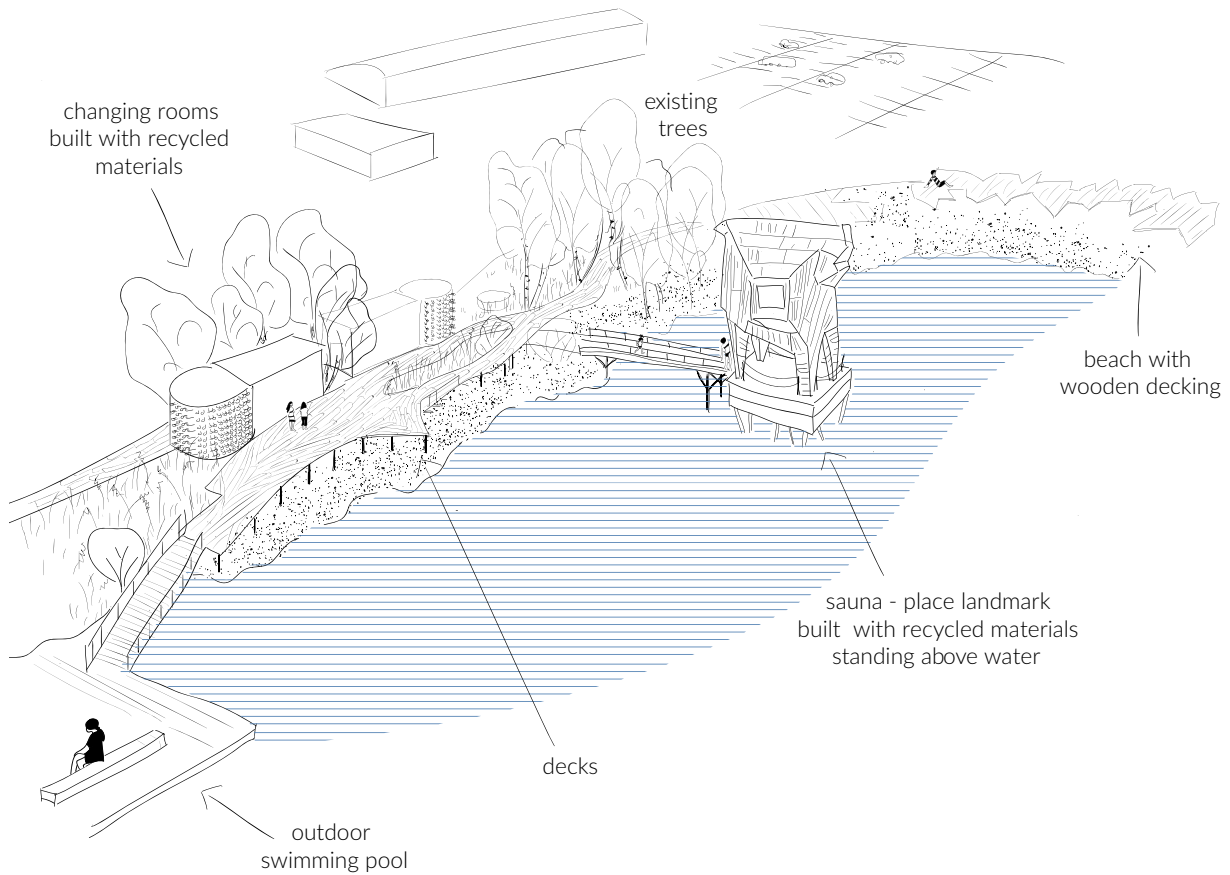 existing
trees
changing rooms
built with recycled
materials
beach with
wooden decking
sauna - place landmark
built with recycled materials
standing above water
decks
outdoor
swimming pool